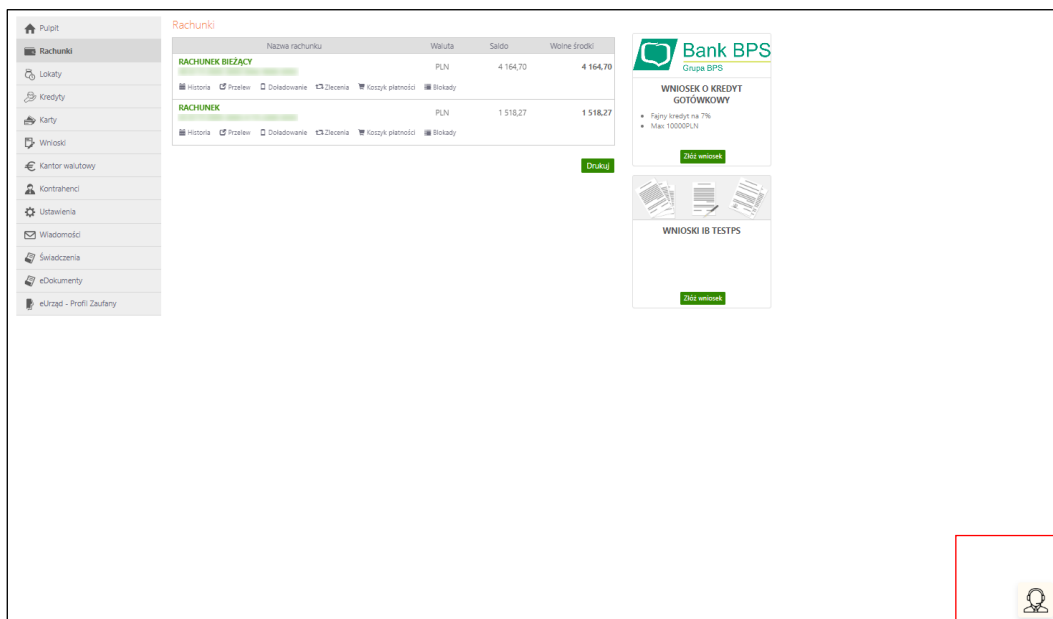 Pulpit
Rachunki
Lokaty
Kredyty
Karty
Wnioski
Kantor walutowy
Kontrahenci
Ustawienia
Wiadomości
Świadczenia
eDokumenty
eUrząd - Profil Zaufany
Rachunki
Nazwa rachunku Waluta Saldo Wolne środki
RACHUNEK BIEŻĄCY
PLN 4 164,70 4 164,70
Historia Przelew Doładowanie Zlecenia Koszyk płatności Blokady
RACHUNEK
PLN 1 518,27 1 518,27
Historia Przelew Doładowanie Zlecenia Koszyk płatności Blokady
Drukuj
Bank BPS
Grupa BPS
WNIOSEK O KREDYT
GOTÓWKOWY
Fajny kredyt na 7%
Max 10000PLN
Złóż wniosek
WNIOSKI IB TESTPS
Złóż wniosek